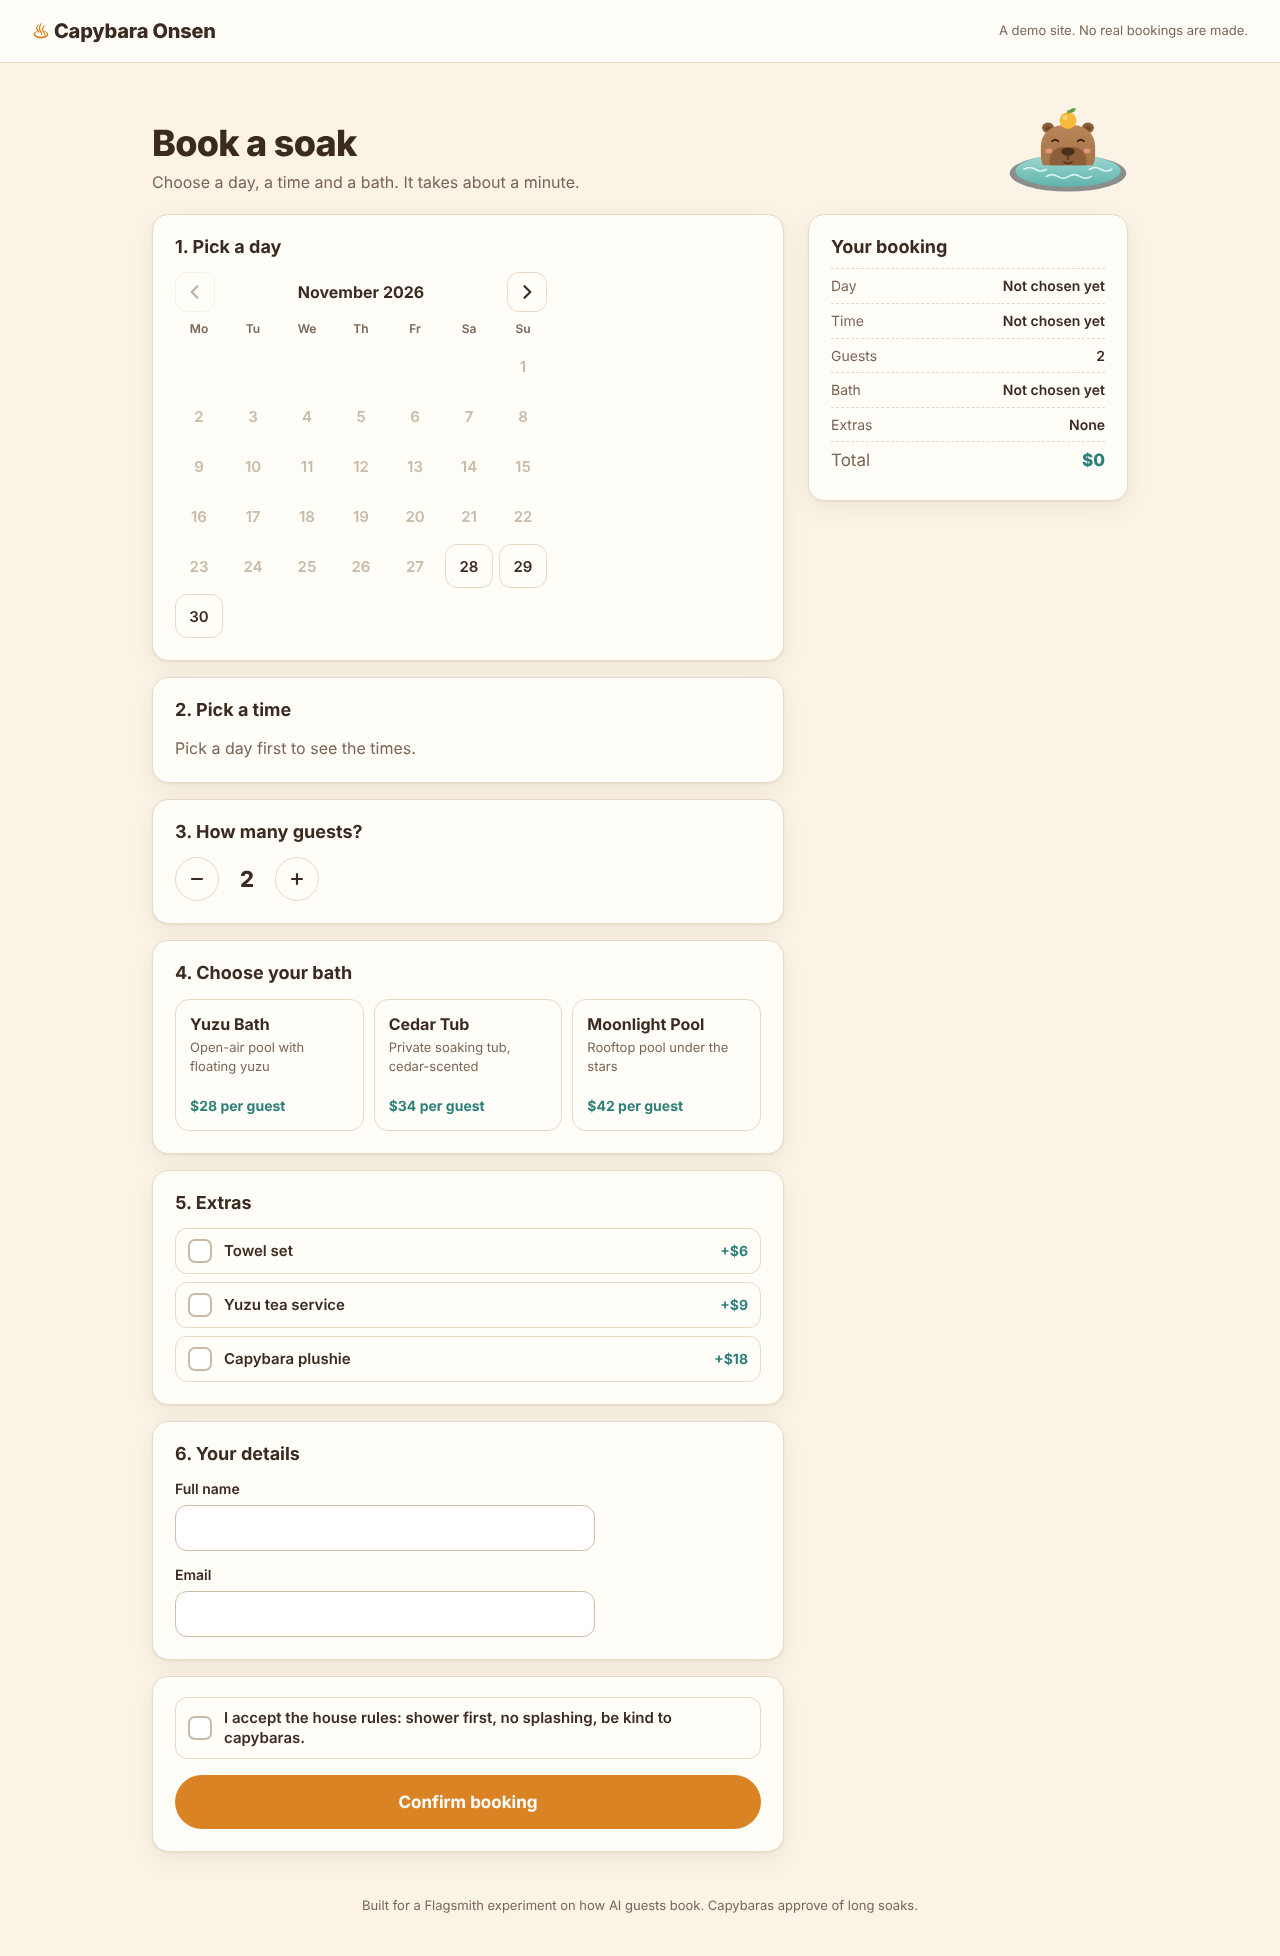 ♨ Capybara Onsen
A demo site. No real bookings are made.
Book a soak
Choose a day, a time and a bath. It takes about a minute.
1. Pick a day
November 2026
Mo Tu We Th Fr Sa Su
1
2 3 4 5 6 7 8
9 10 11 12 13 14 15
16 17 18 19 20 21 22
23 24 25 26 27 28 29
30
Your booking
Day Not chosen yet
Time Not chosen yet
Guests 2
Bath Not chosen yet
Extras None
Total $0
2. Pick a time
Pick a day first to see the times.
3. How many guests?
− 2 +
4. Choose your bath
Yuzu Bath
Open-air pool with
floating yuzu
$28 per guest
Cedar Tub
Private soaking tub,
cedar-scented
$34 per guest
Moonlight Pool
Rooftop pool under the
stars
$42 per guest
5. Extras
Towel set +$6
Yuzu tea service +$9
Capybara plushie +$18
6. Your details
Full name
Email
I accept the house rules: shower first, no splashing, be kind to
capybaras.
Confirm booking
Built for a Flagsmith experiment on how AI guests book. Capybaras approve of long soaks.